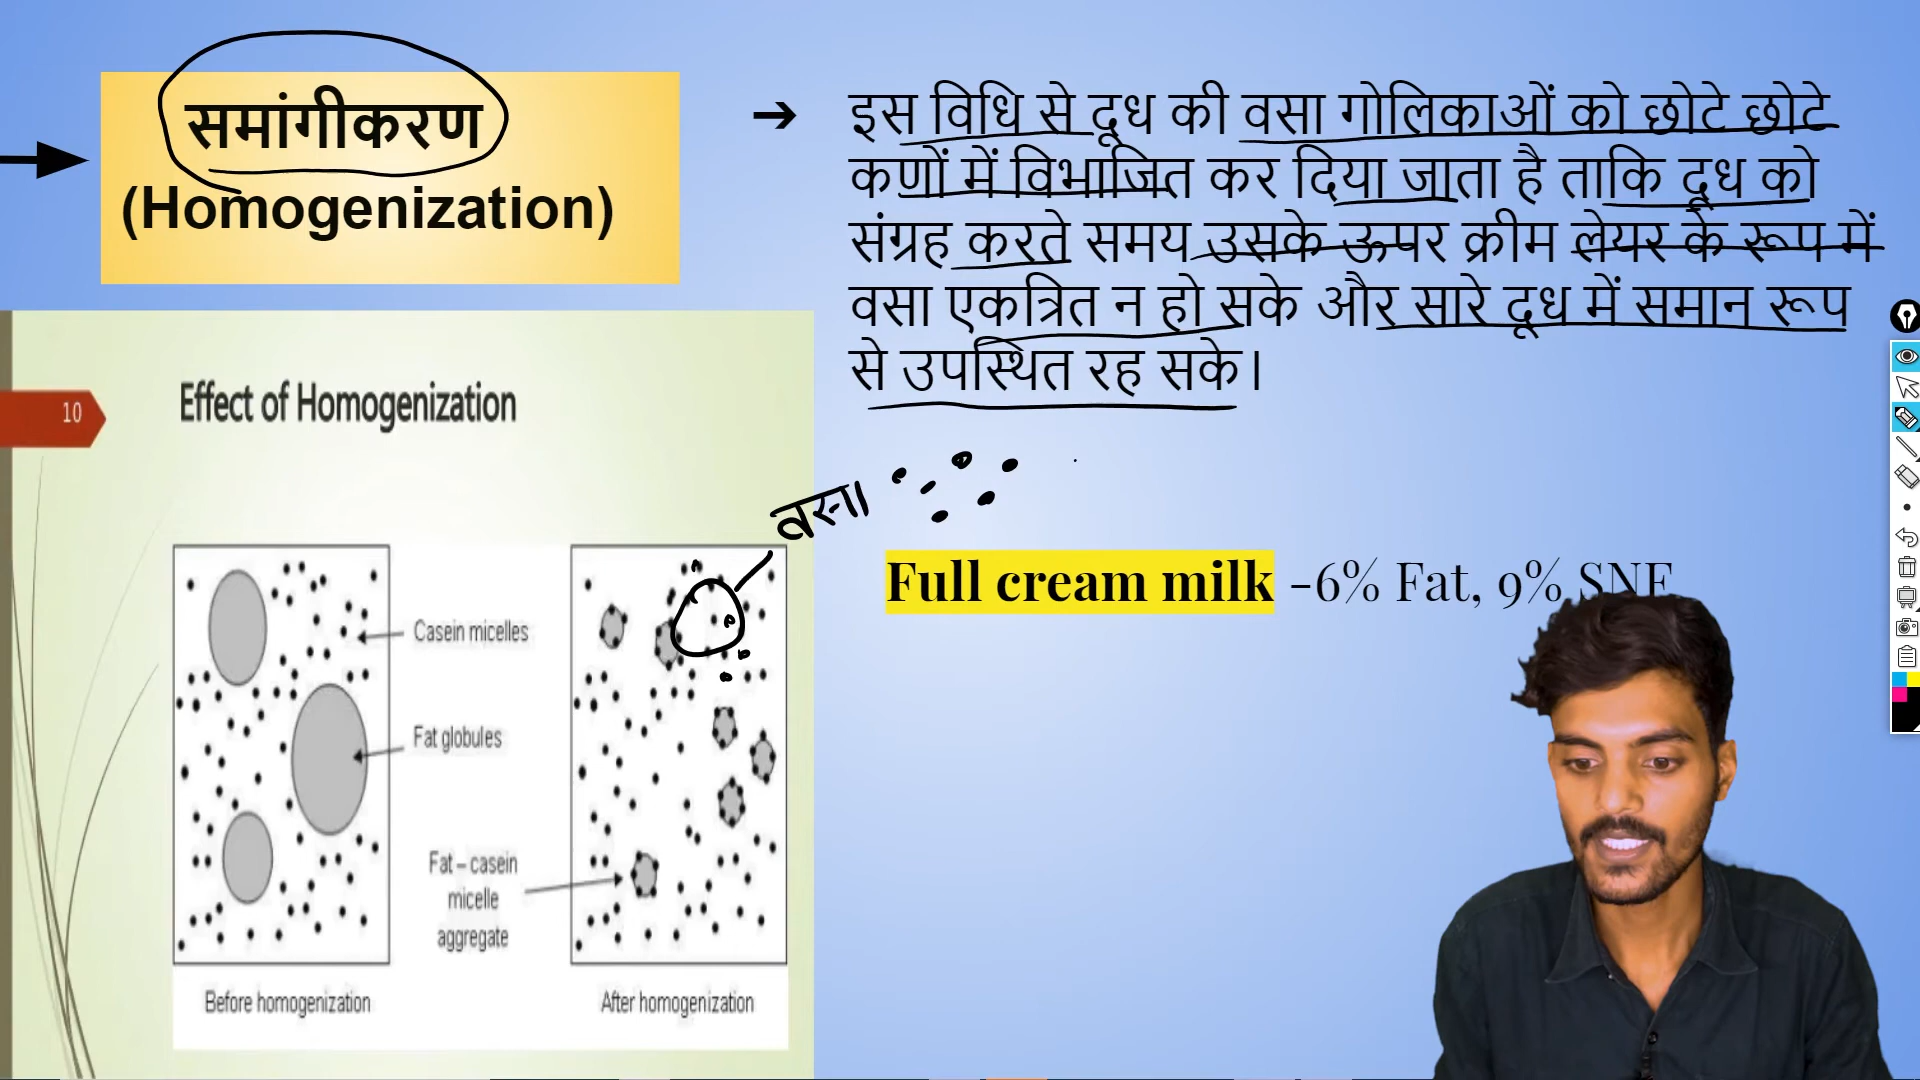 समांगीकरण
(Homogenization)
➔ इस विधि से दूध की वसा गोलिकाओं को छोटे छोटे
कणों में विभाजित कर दिया जाता है ताकि दूध को
संग्रह करते समय उसके ऊपर क्रीम लेयर के रूप में
वसा एकत्रित न हो सके और सारे दूध में समान रूप
से उपस्थित रह सके।
10
Effect of Homogenization
वसा
Full cream milk -6% Fat, 9% SNF
Casein micelles
Fat globules
Fat – casein
micelle
aggregate
Before homogenization
After homogenization